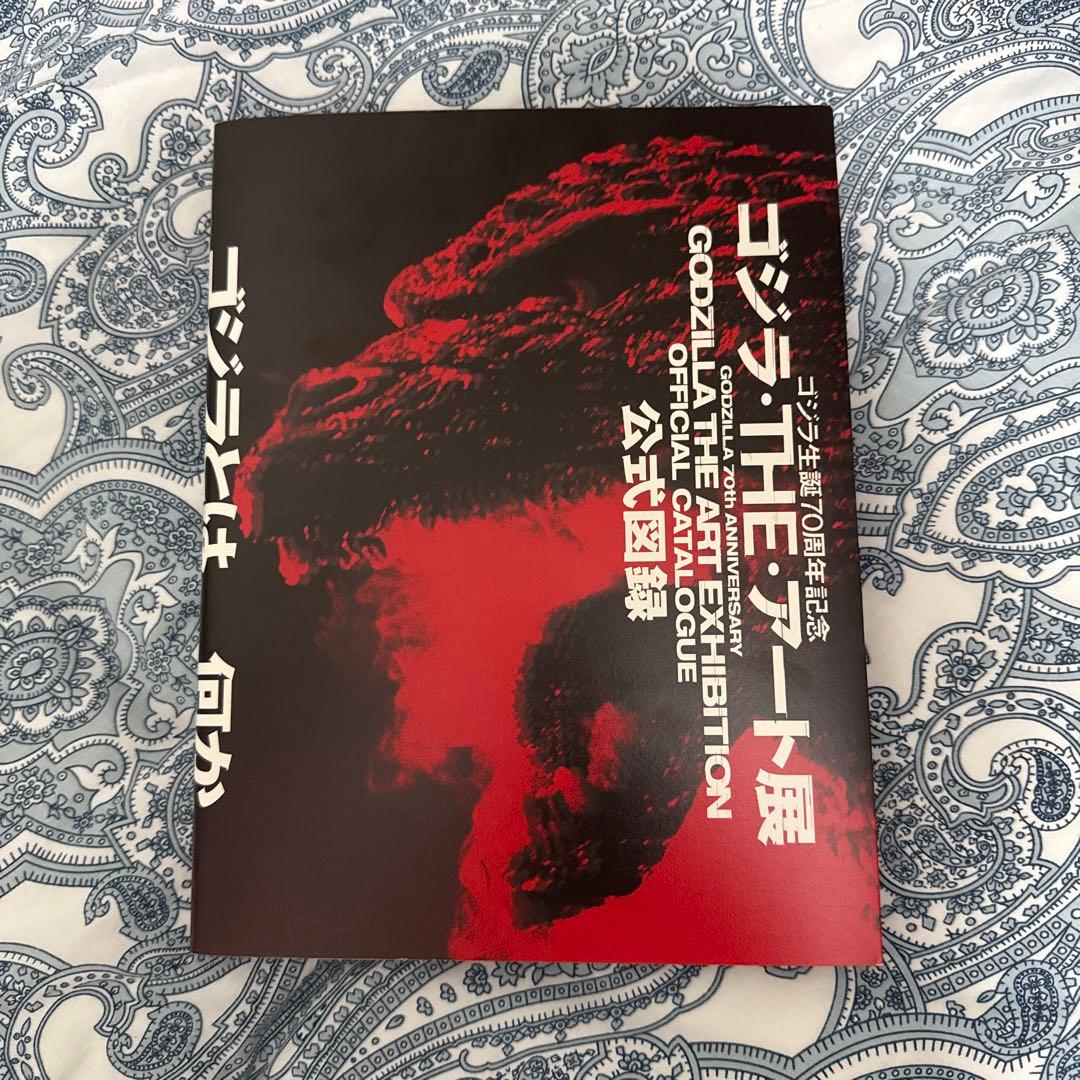 ゴジラ生誕70周年記念
ゴジラ・THE・アート展
GODZILLA 70th ANNIVERSARY
GODZILLA THE ART EXHIBITION
OFFICIAL CATALOGUE
公式図録
ゴジラとは 何か